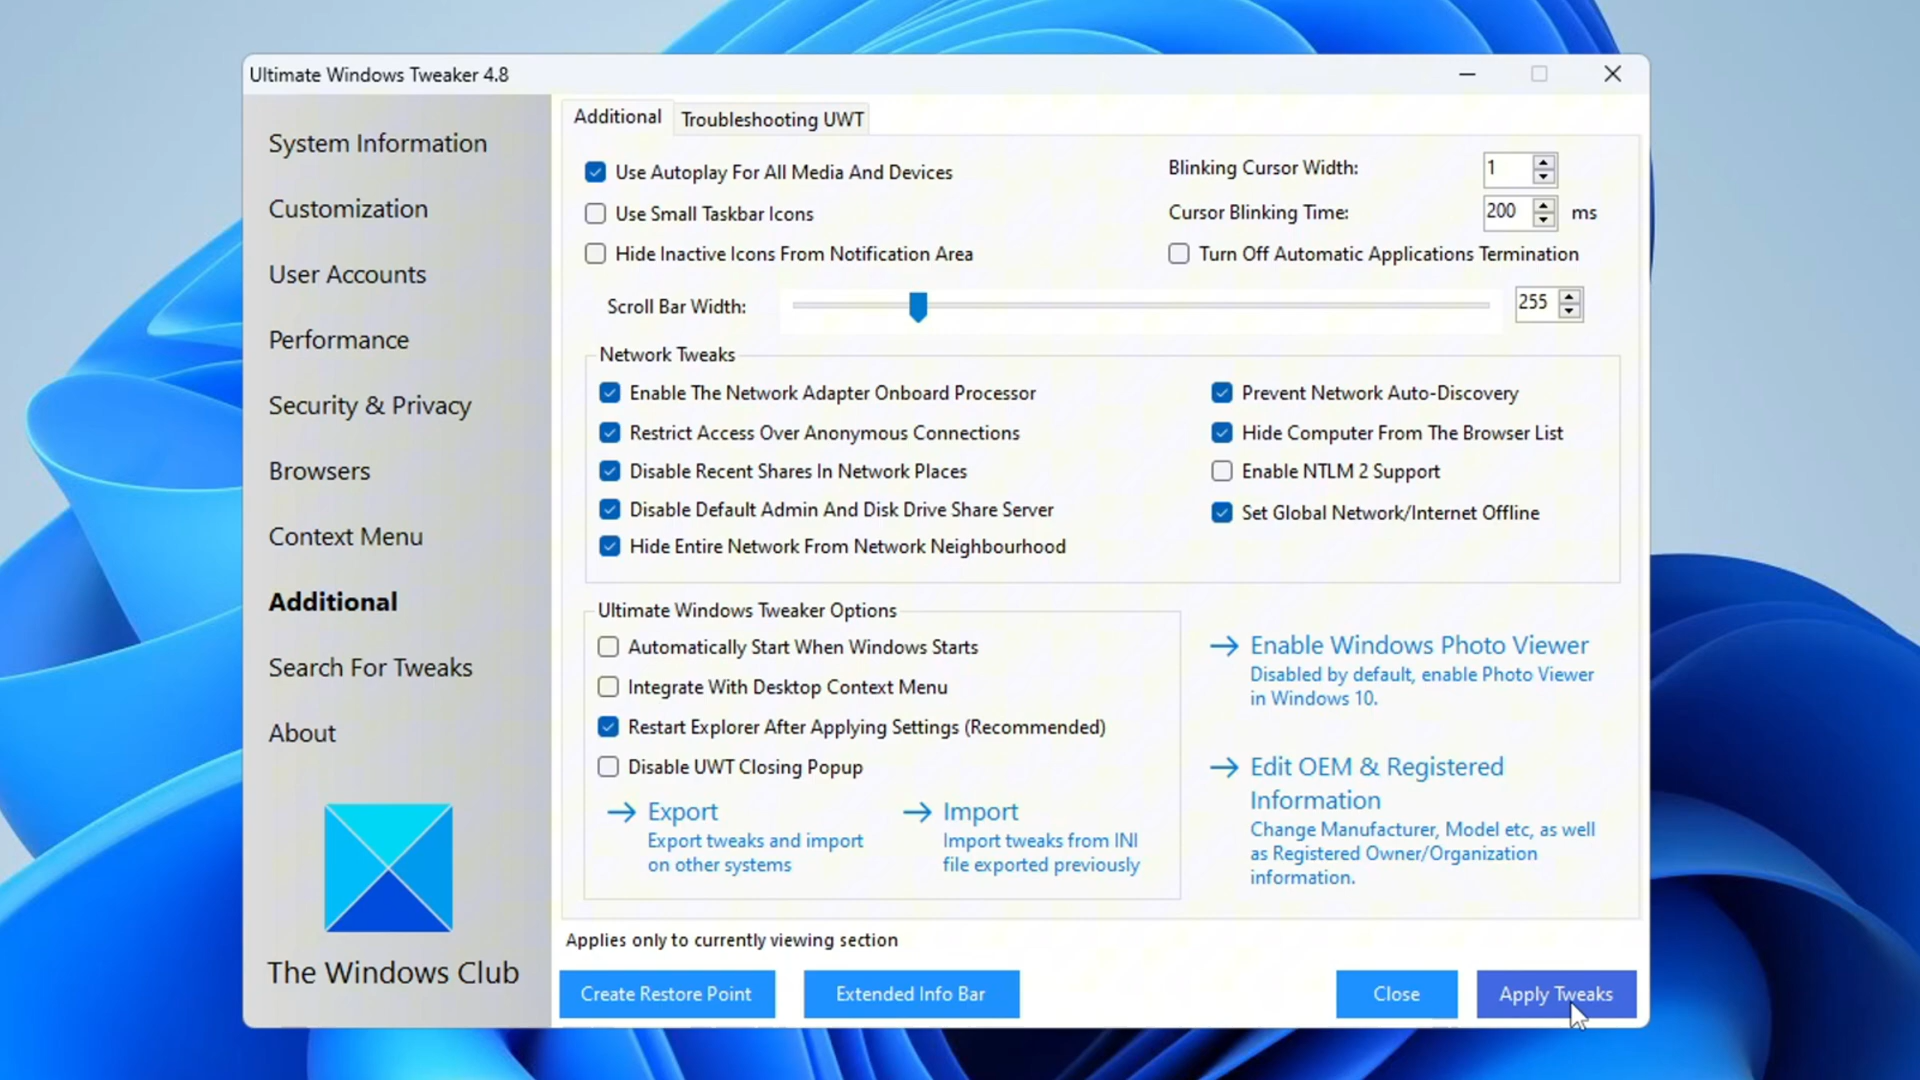 Ultimate Windows Tweaker 4.8
System Information
Customization
User Accounts
Performance
Security & Privacy
Browsers
Context Menu
Additional
Search For Tweaks
About
The Windows Club
Additional
Troubleshooting UWT
Use Autoplay For All Media And Devices
Use Small Taskbar Icons
Hide Inactive Icons From Notification Area
Blinking Cursor Width:
1
Cursor Blinking Time:
200
ms
Turn Off Automatic Applications Termination
Scroll Bar Width:
255
Network Tweaks
Enable The Network Adapter Onboard Processor
Restrict Access Over Anonymous Connections
Disable Recent Shares In Network Places
Disable Default Admin And Disk Drive Share Server
Hide Entire Network From Network Neighbourhood
Prevent Network Auto-Discovery
Hide Computer From The Browser List
Enable NTLM 2 Support
Set Global Network/Internet Offline
Ultimate Windows Tweaker Options
Automatically Start When Windows Starts
Integrate With Desktop Context Menu
Restart Explorer After Applying Settings (Recommended)
Disable UWT Closing Popup
Export
Export tweaks and import
on other systems
Import
Import tweaks from INI
file exported previously
Enable Windows Photo Viewer
Disabled by default, enable Photo Viewer
in Windows 10.
Edit OEM & Registered
Information
Change Manufacturer, Model etc, as well
as Registered Owner/Organization
information.
Applies only to currently viewing section
Create Restore Point
Extended Info Bar
Close
Apply Tweaks